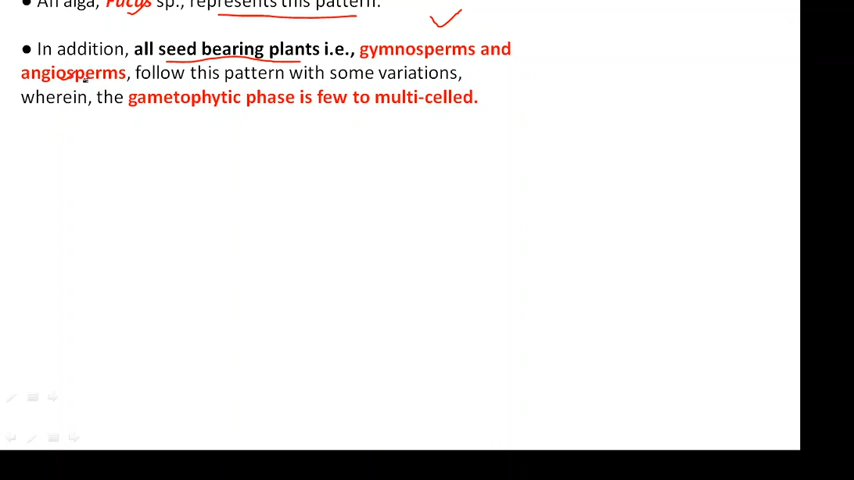 ● An alga, Fucus sp., represents this pattern.
● In addition, all seed bearing plants i.e., gymnosperms and
angiosperms, follow this pattern with some variations,
wherein, the gametophytic phase is few to multi-celled.